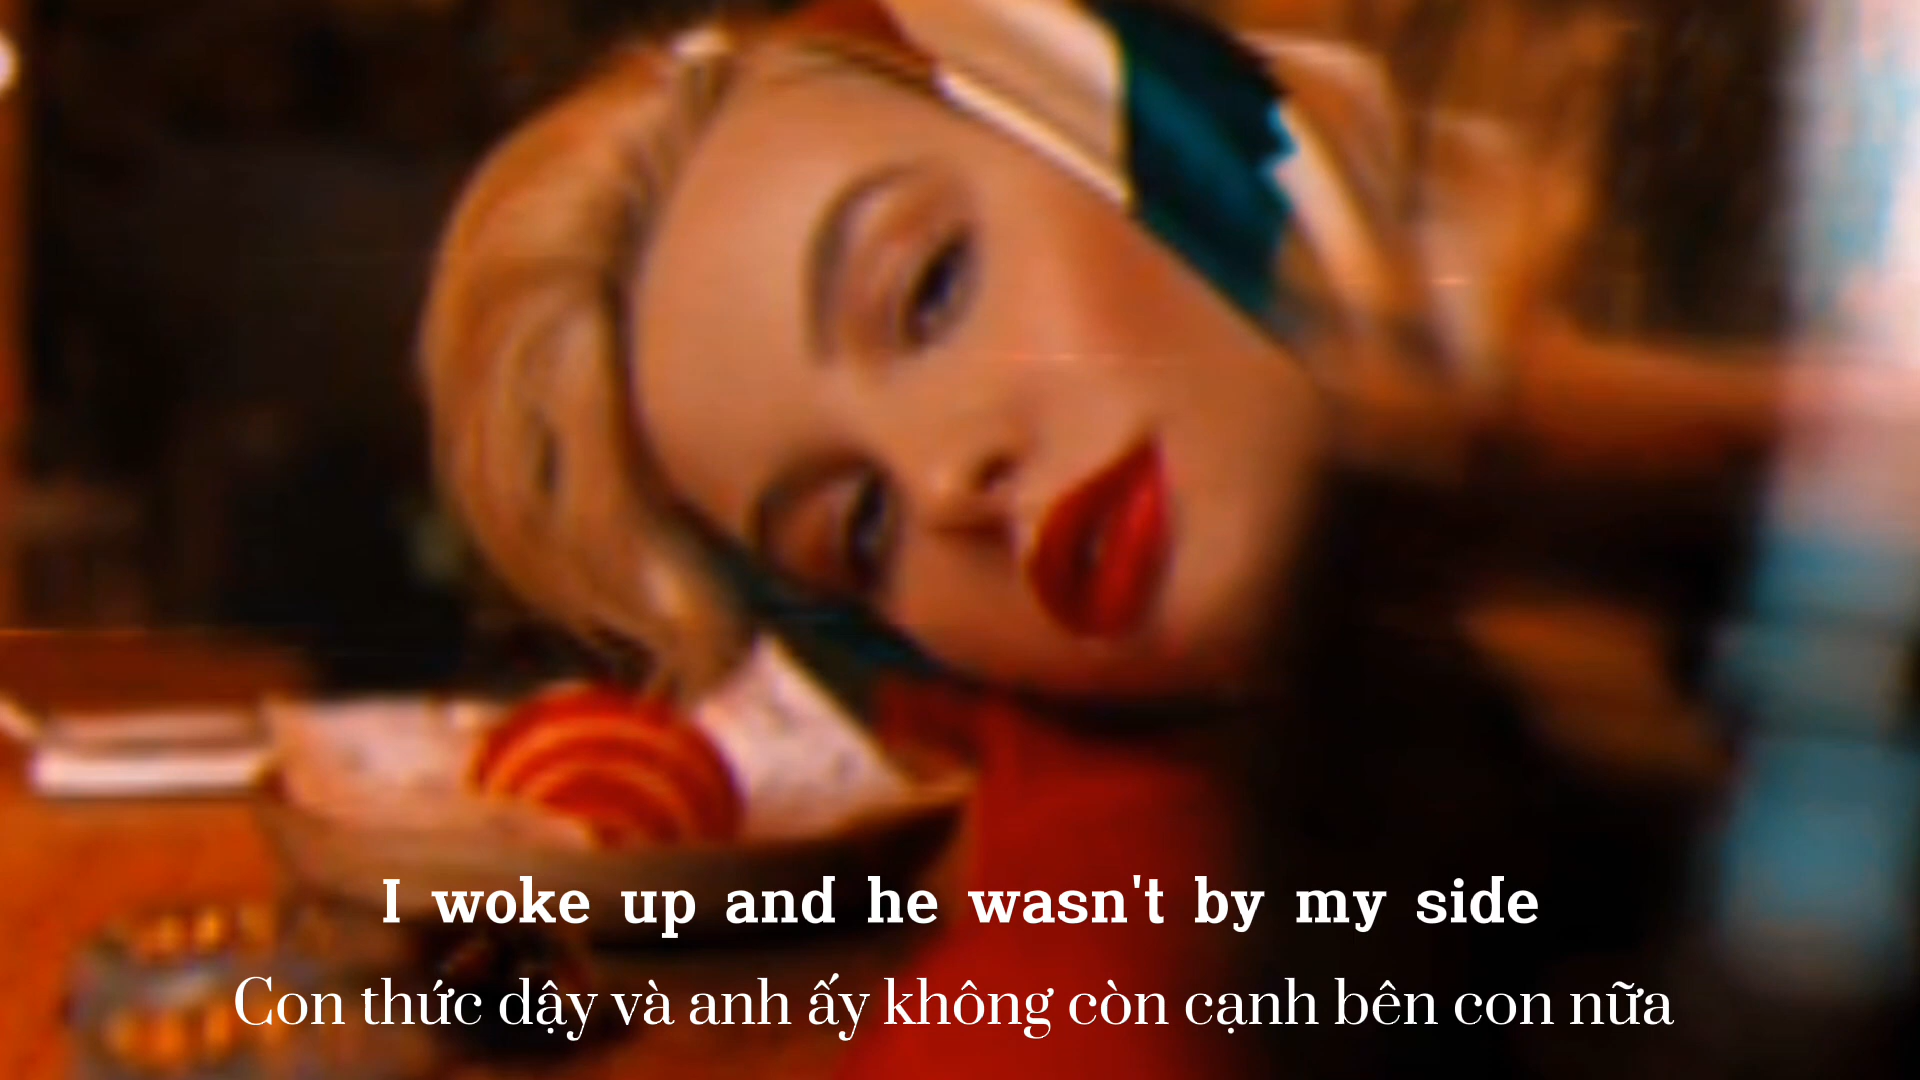 I woke up and he wasn't by my side
Con thức dậy và anh ấy không còn cạnh bên con nữa